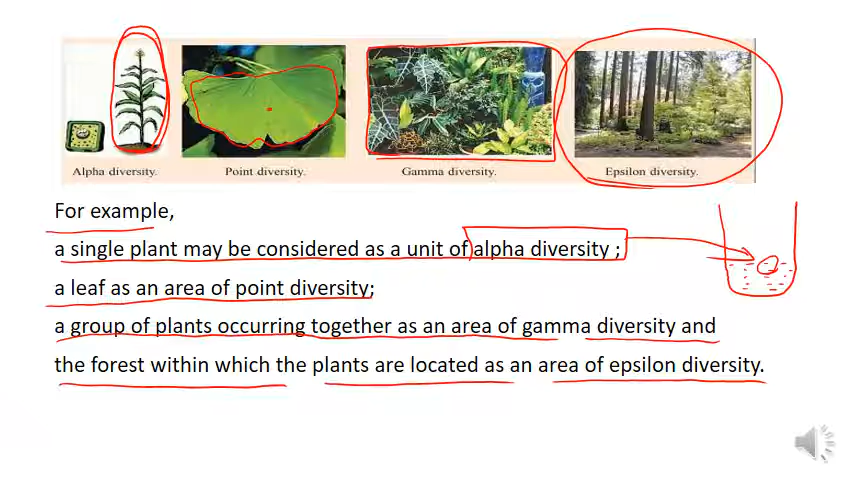 Alpha diversity. Point diversity. Gamma diversity. Epsilon diversity.
For example,
a single plant may be considered as a unit of alpha diversity ;
a leaf as an area of point diversity;
a group of plants occurring together as an area of gamma diversity and
the forest within which the plants are located as an area of epsilon diversity.